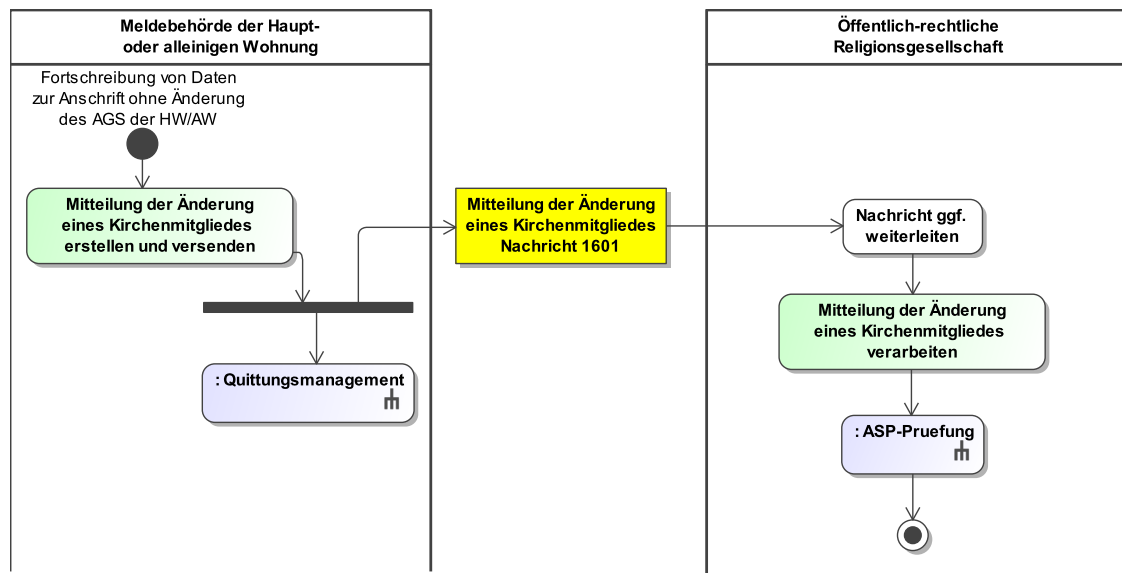 Meldebehörde der Haupt-
oder alleinigen Wohnung
Öffentlich-rechtliche
Religionsgesellschaft
Fortschreibung von Daten
zur Anschrift ohne Änderung
des AGS der HW/AW
Mitteilung der Änderung
eines Kirchenmitgliedes
erstellen und versenden
Mitteilung der Änderung
eines Kirchenmitgliedes
Nachricht 1601
Nachricht ggf.
weiterleiten
Mitteilung der Änderung
eines Kirchenmitgliedes
verarbeiten
: Quittungsmanagement
: ASP-Pruefung